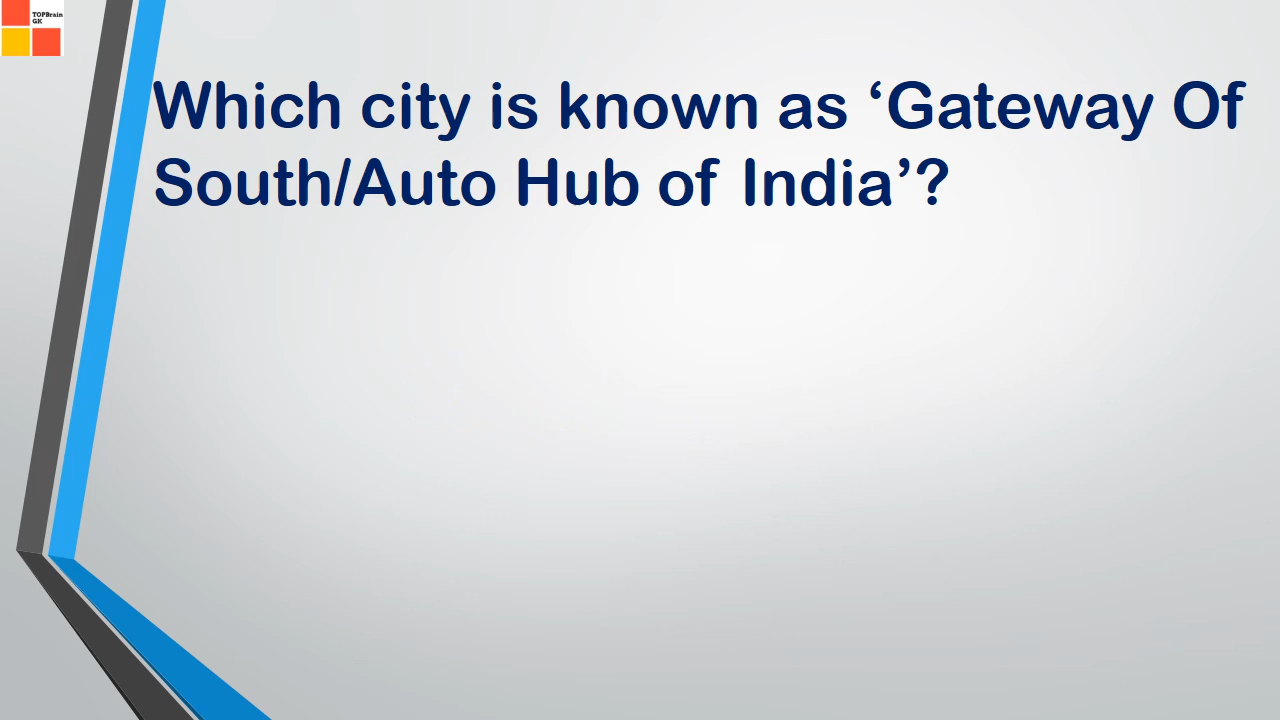 TOPBrain
GK
Which city is known as ‘Gateway Of
South/Auto Hub of India’?